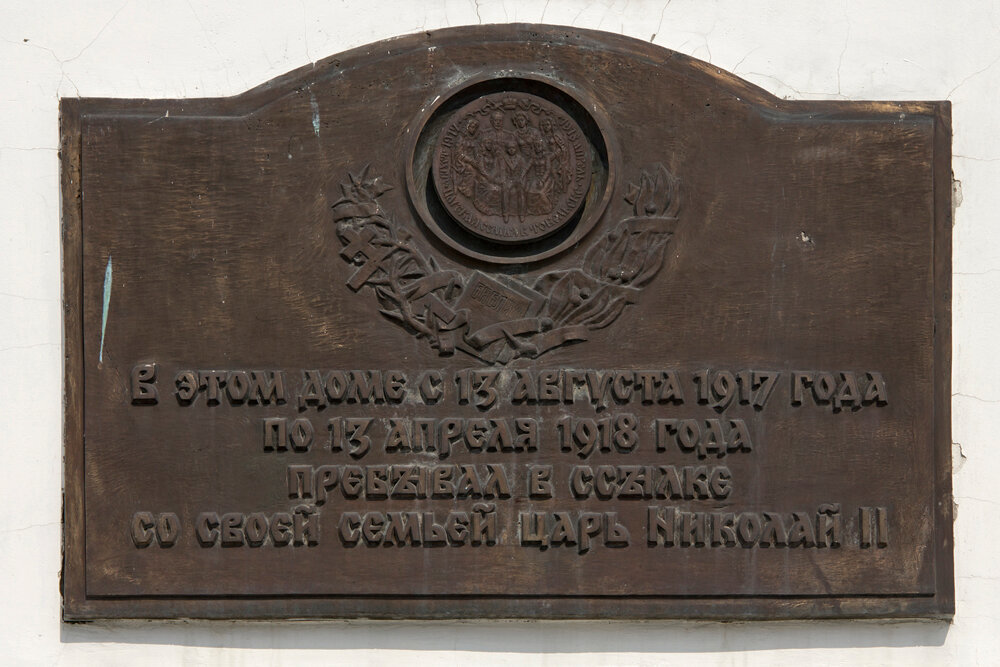 В этом доме с 13 августа 1917 года
по 13 апреля 1918 года
пребывал в ссылке
со своей семьей царь Николай II